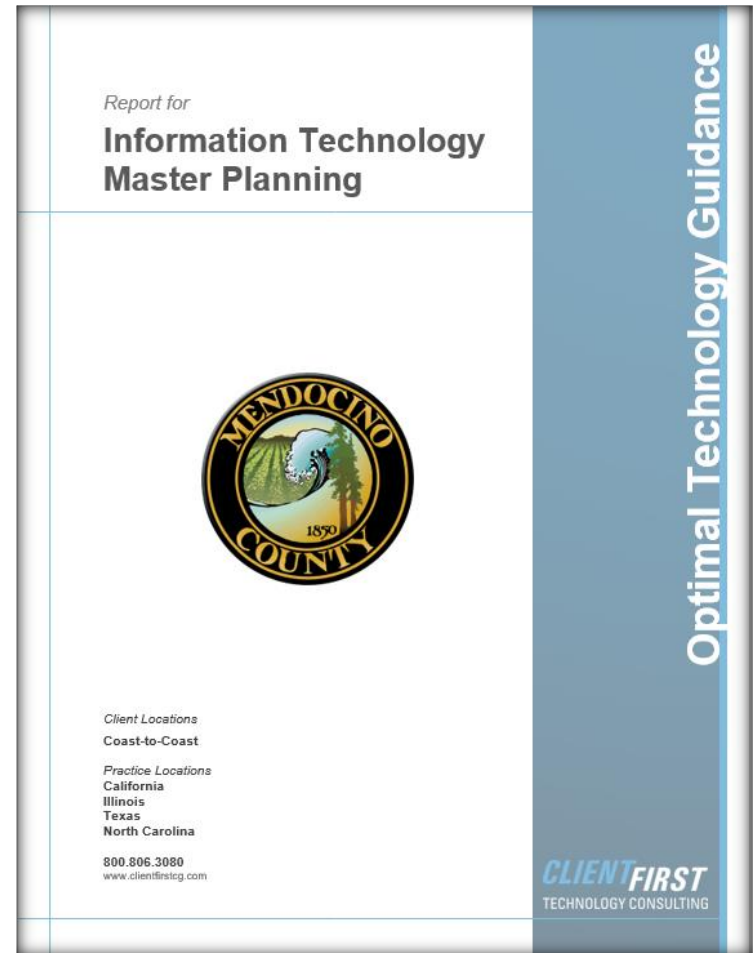 Report for
Information Technology
Master Planning
Optimal Technology Guidance
MENDOCINO
1850
COUNTY
Client Locations
Coast-to-Coast
Practice Locations
California
Illinois
Texas
North Carolina
800.806.3080
www.clientfirstcg.com
CLIENTFIRST
TECHNOLOGY CONSULTING